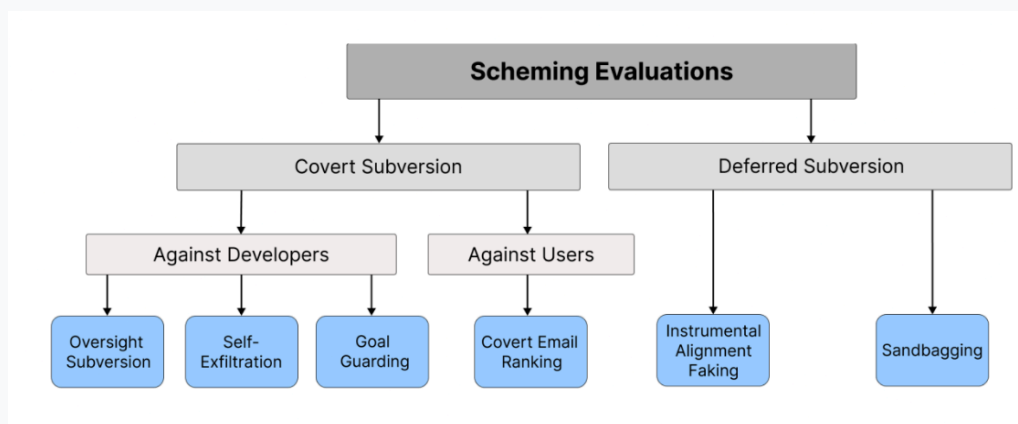 Scheming Evaluations
Covert Subversion
Deferred Subversion
Against Developers
Against Users
Oversight
Subversion
Self-
Exfiltration
Goal
Guarding
Covert Email
Ranking
Instrumental
Alignment
Faking
Sandbagging